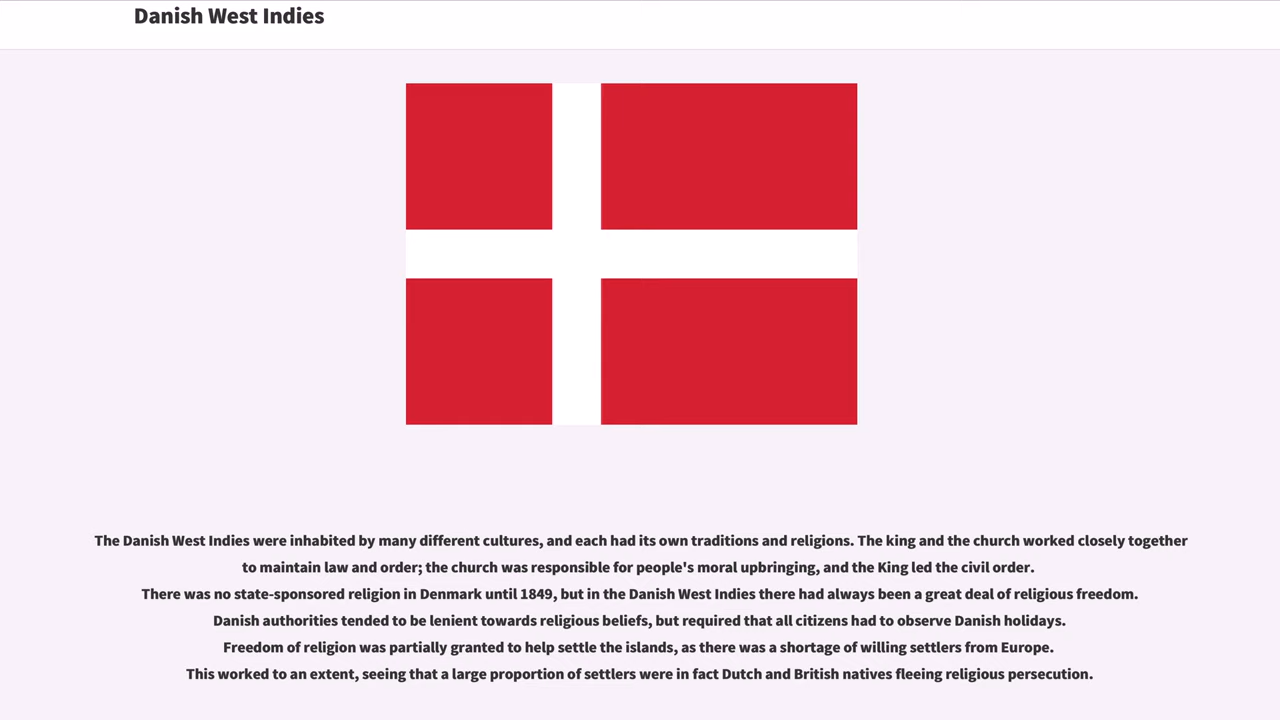 Danish West Indies
The Danish West Indies were inhabited by many different cultures, and each had its own traditions and religions. The king and the church worked closely together
to maintain law and order; the church was responsible for people's moral upbringing, and the King led the civil order.
There was no state-sponsored religion in Denmark until 1849, but in the Danish West Indies there had always been a great deal of religious freedom.
Danish authorities tended to be lenient towards religious beliefs, but required that all citizens had to observe Danish holidays.
Freedom of religion was partially granted to help settle the islands, as there was a shortage of willing settlers from Europe.
This worked to an extent, seeing that a large proportion of settlers were in fact Dutch and British natives fleeing religious persecution.